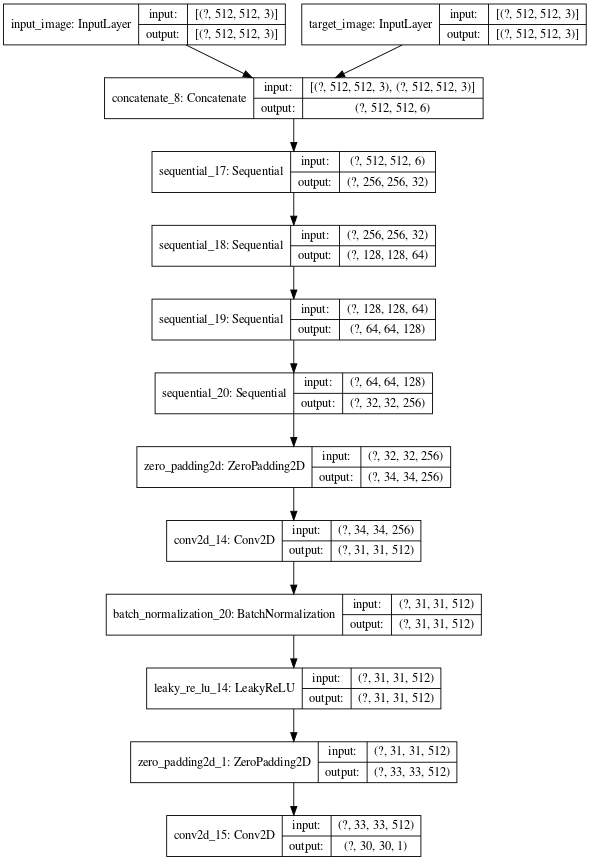 input_image: InputLayer
input: [(?, 512, 512, 3)]
output: [(?, 512, 512, 3)]
target_image: InputLayer
input: [(?, 512, 512, 3)]
output: [(?, 512, 512, 3)]
concatenate_8: Concatenate
input: [(?, 512, 512, 3), (?, 512, 512, 3)]
output: (?, 512, 512, 6)
sequential_17: Sequential
input: (?, 512, 512, 6)
output: (?, 256, 256, 32)
sequential_18: Sequential
input: (?, 256, 256, 32)
output: (?, 128, 128, 64)
sequential_19: Sequential
input: (?, 128, 128, 64)
output: (?, 64, 64, 128)
sequential_20: Sequential
input: (?, 64, 64, 128)
output: (?, 32, 32, 256)
zero_padding2d: ZeroPadding2D
input: (?, 32, 32, 256)
output: (?, 34, 34, 256)
conv2d_14: Conv2D
input: (?, 34, 34, 256)
output: (?, 31, 31, 512)
batch_normalization_20: BatchNormalization
input: (?, 31, 31, 512)
output: (?, 31, 31, 512)
leaky_re_lu_14: LeakyReLU
input: (?, 31, 31, 512)
output: (?, 31, 31, 512)
zero_padding2d_1: ZeroPadding2D
input: (?, 31, 31, 512)
output: (?, 33, 33, 512)
conv2d_15: Conv2D
input: (?, 33, 33, 512)
output: (?, 30, 30, 1)